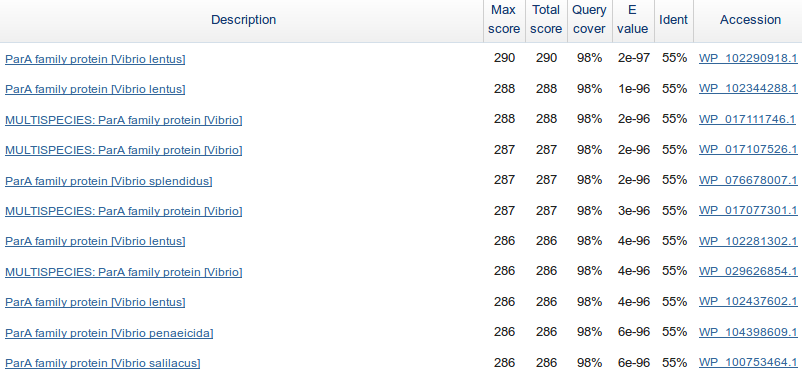 Description Max score Total score Query cover E value Ident Accession
ParA family protein [Vibrio lentus] 290 290 98% 2e-97 55% WP_102290918.1
ParA family protein [Vibrio lentus] 288 288 98% 1e-96 55% WP_102344288.1
MULTISPECIES: ParA family protein [Vibrio] 288 288 98% 2e-96 55% WP_017111746.1
MULTISPECIES: ParA family protein [Vibrio] 287 287 98% 2e-96 55% WP_017107526.1
ParA family protein [Vibrio splendidus] 287 287 98% 2e-96 55% WP_076678007.1
MULTISPECIES: ParA family protein [Vibrio] 287 287 98% 3e-96 55% WP_017077301.1
ParA family protein [Vibrio lentus] 286 286 98% 4e-96 55% WP_102281302.1
MULTISPECIES: ParA family protein [Vibrio] 286 286 98% 4e-96 55% WP_029626854.1
ParA family protein [Vibrio lentus] 286 286 98% 4e-96 55% WP_102437602.1
ParA family protein [Vibrio penaeicida] 286 286 98% 6e-96 55% WP_104398609.1
ParA family protein [Vibrio salilacus] 286 286 98% 6e-96 55% WP_100753464.1